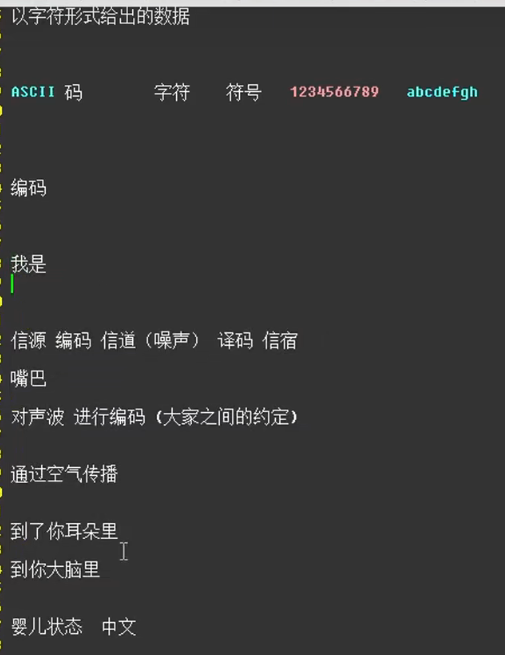 以字符形式给出的数据
ASCII 码 字符 符号 1234566789 abcdefgh
编码
我是
信源 编码 信道（噪声） 译码 信宿
嘴巴
对声波 进行编码（大家之间的约定）
通过空气传播
到了你耳朵里
到你大脑里
婴儿状态 中文